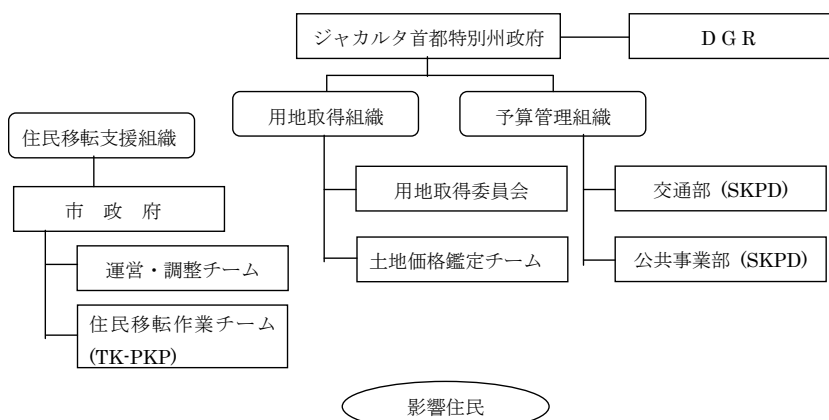 ジャカルタ首都特別州政府
D G R
用地取得組織
予算管理組織
住民移転支援組織
用地取得委員会
交通部 (SKPD)
市 政 府
土地価格鑑定チーム
公共事業部 (SKPD)
運営・調整チーム
住民移転作業チーム
(TK-PKP)
影響住民